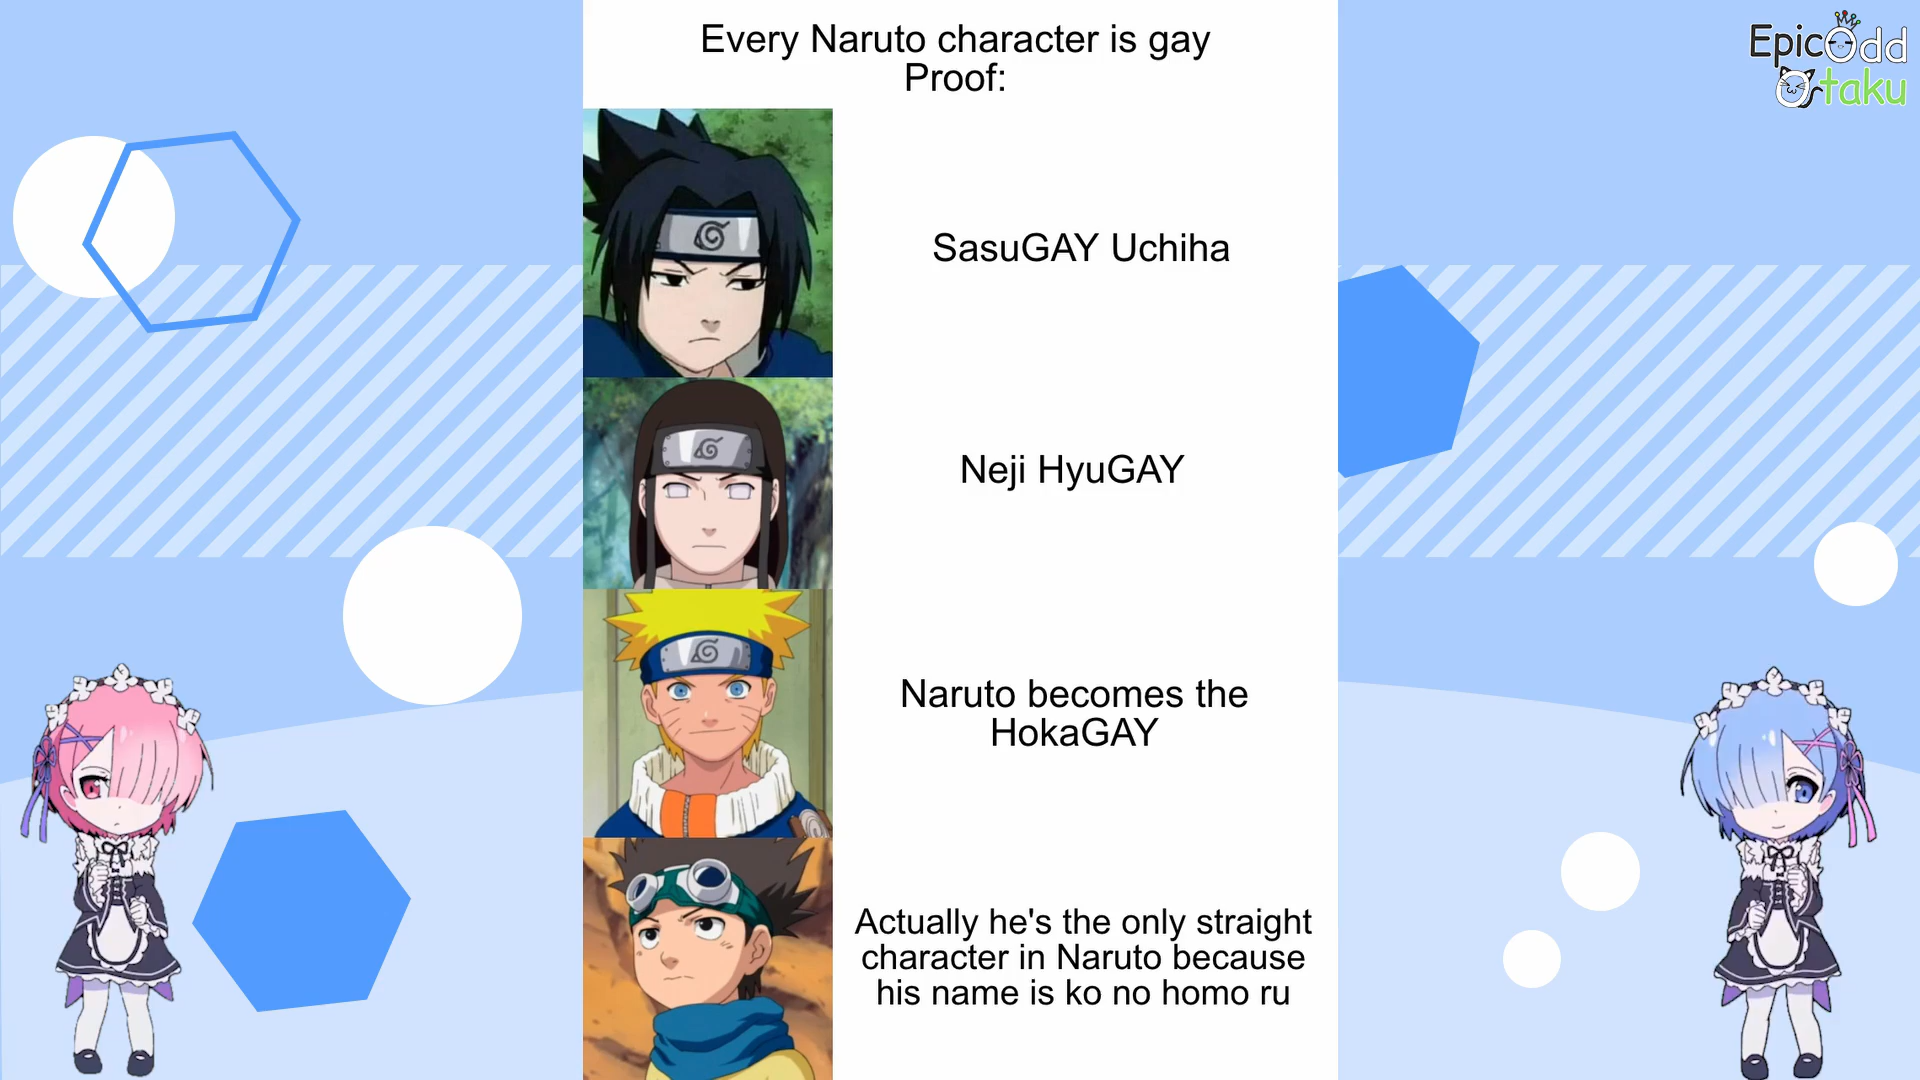 Every Naruto character is gay
Proof:
EpicOdd
Otaku
SasuGAY Uchiha
Neji HyuGAY
Naruto becomes the
HokaGAY
Actually he's the only straight
character in Naruto because
his name is ko no homo ru